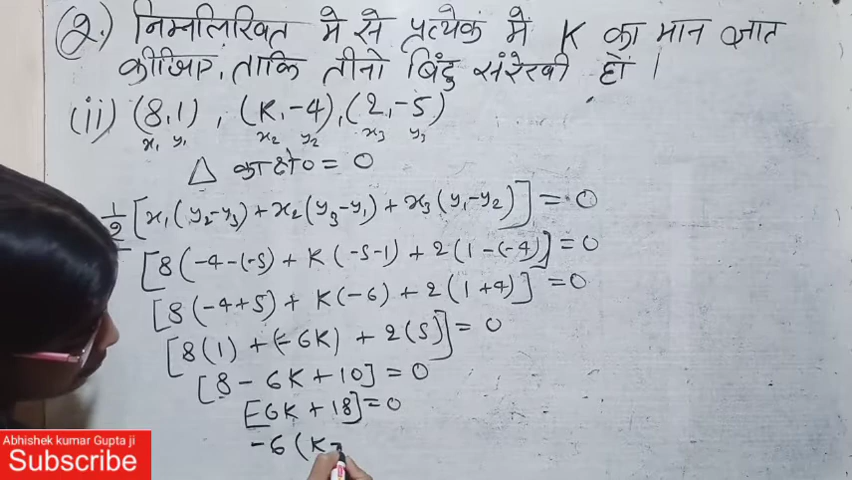 (2.) निम्नलिखित मे से प्रत्येक में K का मान ज्ञात
कीजिए, ताकि तीनो बिंदु संरेखी हों ।
(ii) (8,1) , (K,-4), (2,-5)
x₁ y₁ x₂ y₂ x₃ y₃
△ का क्षे० = 0
1/2 [x₁(y₂-y₃)+x₂(y₃-y₁)+x₃(y₁-y₂)] = 0
[8(-4-(-5)+K(-5-1)+2(1-(-4)]=0
[8(-4+5)+K(-6)+2(1+4)]=0
[8(1)+(-6K)+2(5)]=0
[8-6K+10]=0
[-6K+18]=0
-6(K-
Abhishek kumar Gupta ji
Subscribe